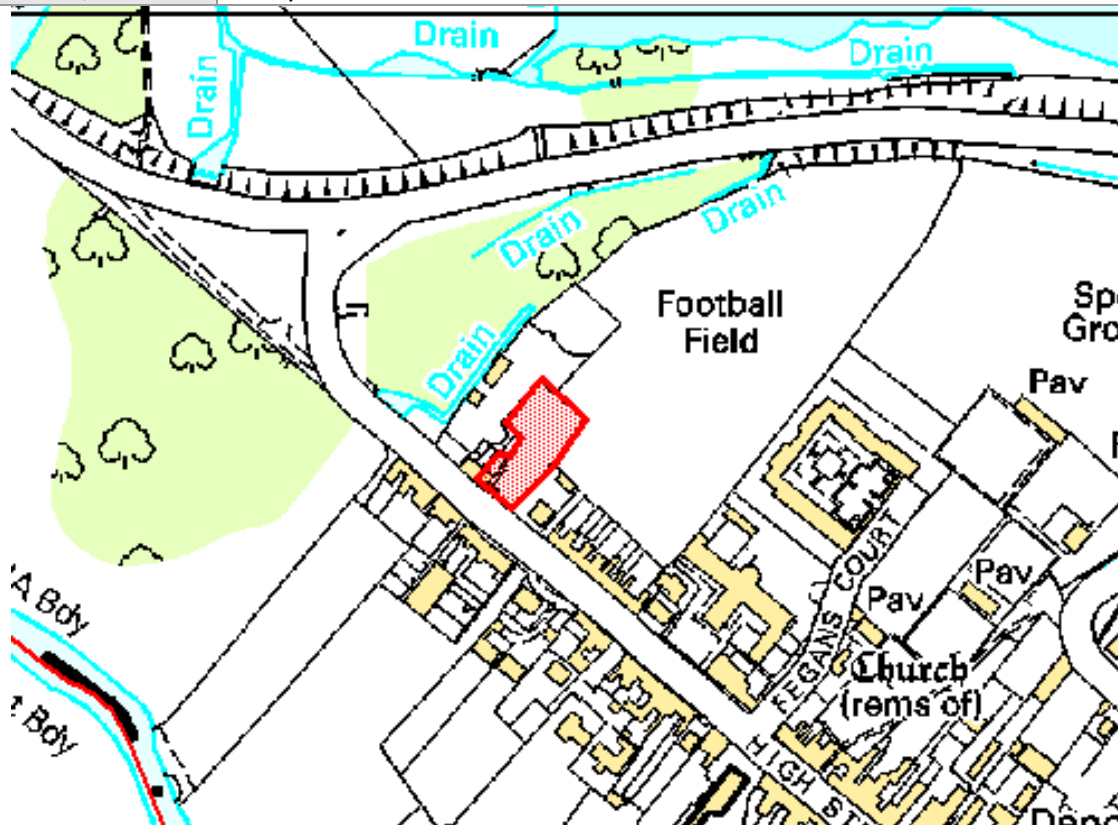 Drain
Drain
Drain
Drain
Drain
Football
Field
Drain
Pav
Pav
Pav
FEGANS COURT
Church
(rems of)
Bdy
Bdy
HIGH ST